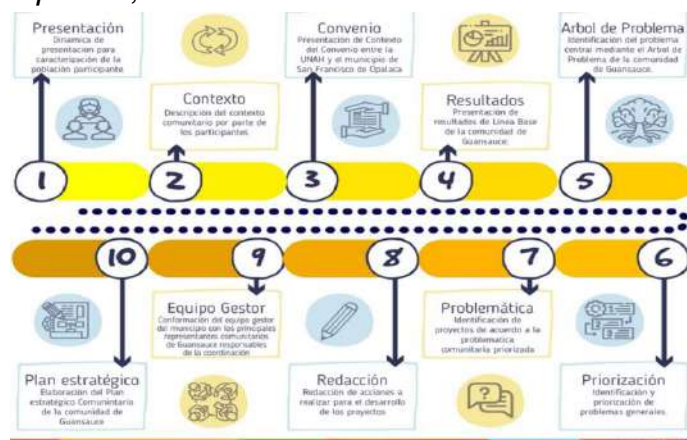 Presentación
Dinamica de
presentación para
caracterización de la
población participante
Contexto
Descripción del contexto
comunitario por parte de
los participantes.
Convenio
Presentación de Contexto
del Convenio entre la
UNAH y el municipio de
San Francisco de Opalaca
Resultados
Presentación de
resultados de Línea Base
de la comunidad de
Guansauce.
Arbol de Problema
Identificación del problema
central mediante el Arbol de
Problema de la comunidad
de Guansauce.
1
2
3
4
5
10
9
8
7
6
Plan estratégico
Elaboración del Plan
estratégico Comunintario
de la comunidad de
Guansauce
Equipo Gestor
Conformación del equipo gestor
del municipio con los principales
representantes comunitarios
de Guansauce responsables
de la coordinación
Redacción
Redacción de acciones a
realizar para el desarrollo
de los proyectos
Problemática
Identificación de
proyectos de acuerdo a la
problematica
comunitaria priorizada
Priorización
Identificación y
priorización de
problemas generales.